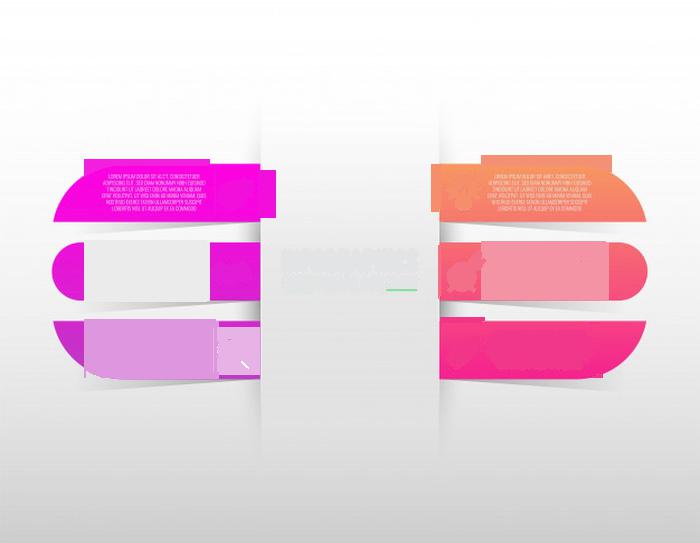 LOREM IPSUM DOLOR SIT AMET, CONSECTETUER
ADIPISCING ELIT, SED DIAM NONUMMY NIBH EUISMOD
TINCIDUNT UT LAOREET DOLORE MAGNA ALIQUAM
ERAT VOLUTPAT. UT WISI ENIM AD MINIM VENIAM, QUIS
NOSTRUD EXERCI TATION ULLAMCORPER SUSCIPIT
LOBORTIS NISL UT ALIQUIP EX EA COMMODO
LOREM IPSUM DOLOR SIT AMET, CONSECTETUER
ADIPISCING ELIT, SED DIAM NONUMMY NIBH EUISMOD
TINCIDUNT UT LAOREET DOLORE MAGNA ALIQUAM
ERAT VOLUTPAT. UT WISI ENIM AD MINIM VENIAM, QUIS
NOSTRUD EXERCI TATION ULLAMCORPER SUSCIPIT
LOBORTIS NISL UT ALIQUIP EX EA COMMODO